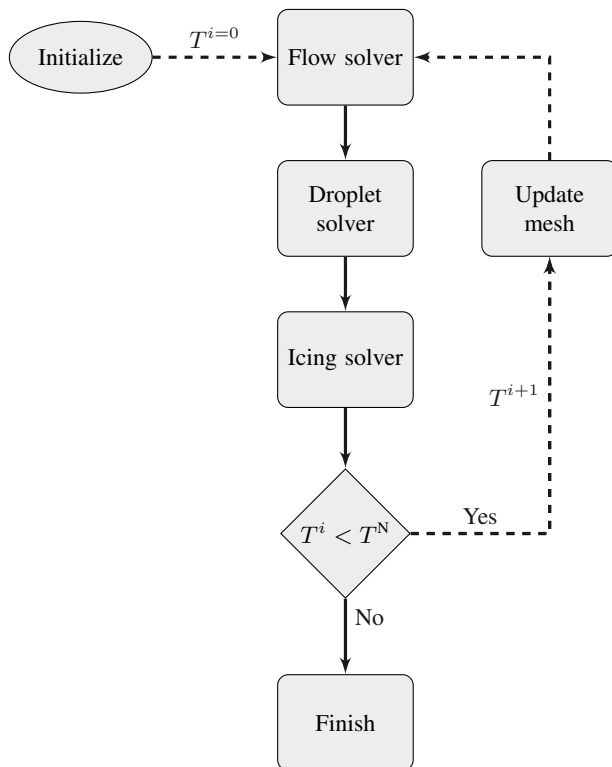 Initialize
T^{i=0}
Flow solver
Droplet
solver
Update
mesh
Icing solver
T^{i+1}
T^i < T^N
Yes
No
Finish